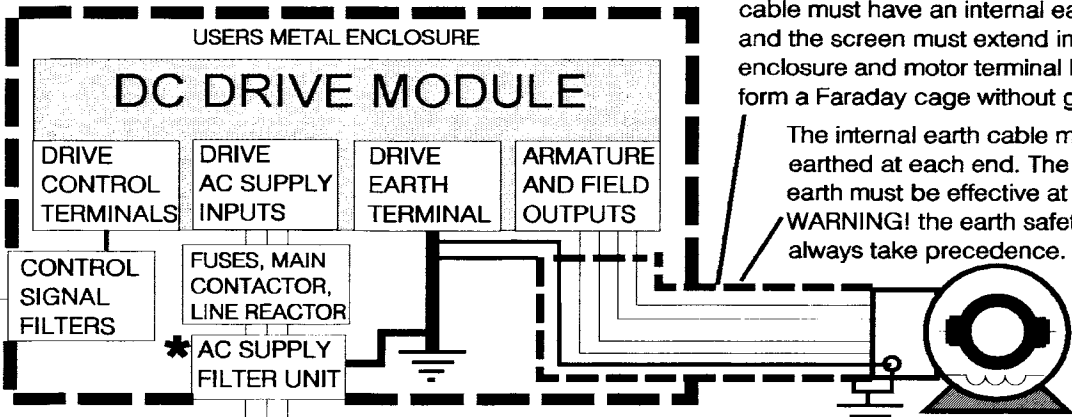 USERS METAL ENCLOSURE
DC DRIVE MODULE
DRIVE
CONTROL
TERMINALS
DRIVE
AC SUPPLY
INPUTS
DRIVE
EARTH
TERMINAL
ARMATURE
AND FIELD
OUTPUTS
CONTROL
SIGNAL
FILTERS
FUSES, MAIN
CONTACTOR,
LINE REACTOR
* AC SUPPLY
FILTER UNIT
cable must have an internal
and the screen must extend
enclosure and motor terminal
form a Faraday cage without
The internal earth cable
earthed at each end. The
earth must be effective at
WARNING! the earth
always take precedence.